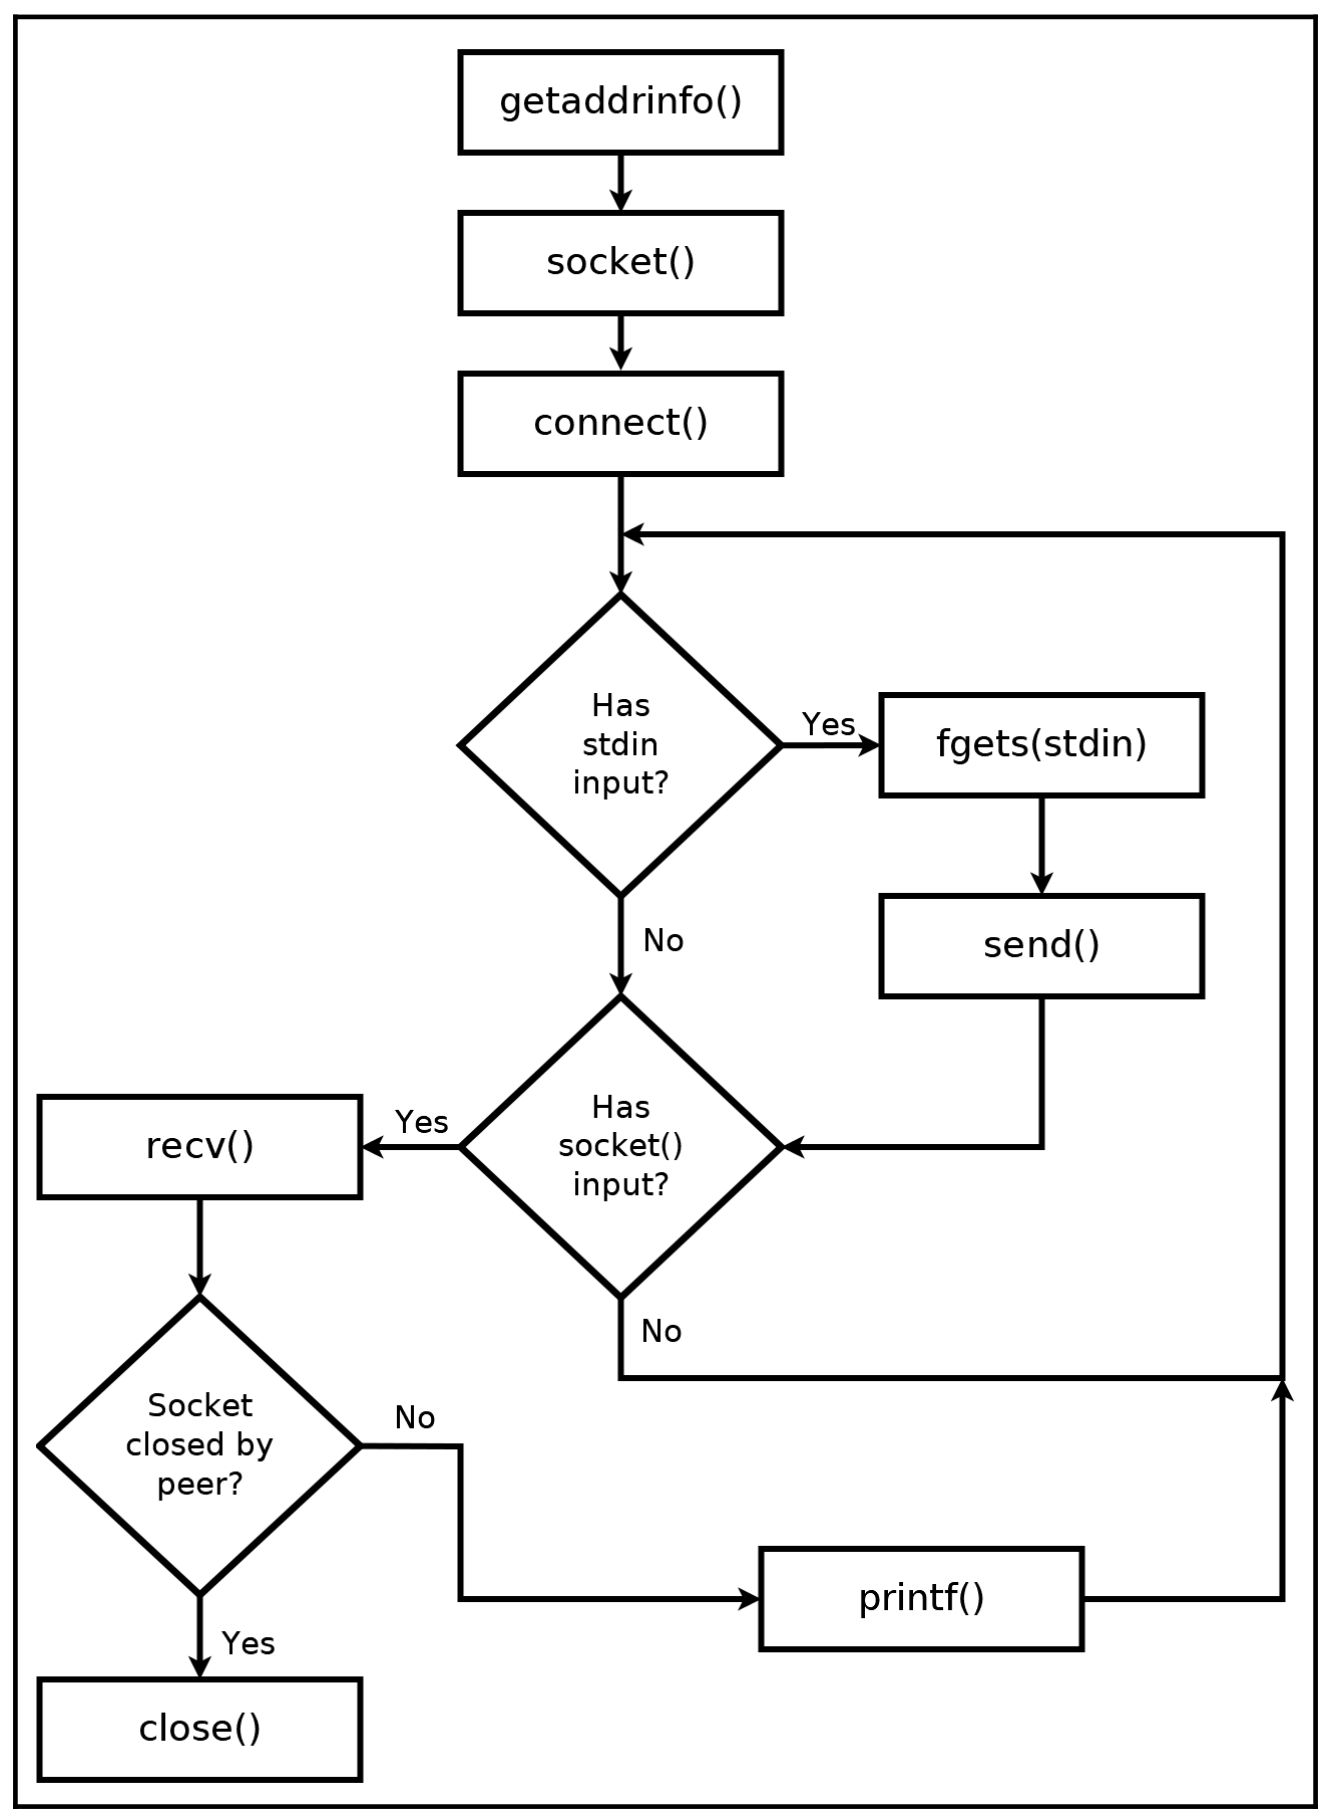 getaddrinfo()
socket()
connect()
Has
stdin
input?
Yes
fgets(stdin)
send()
No
Has
socket()
input?
Yes
recv()
No
Socket
closed by
peer?
No
printf()
Yes
close()